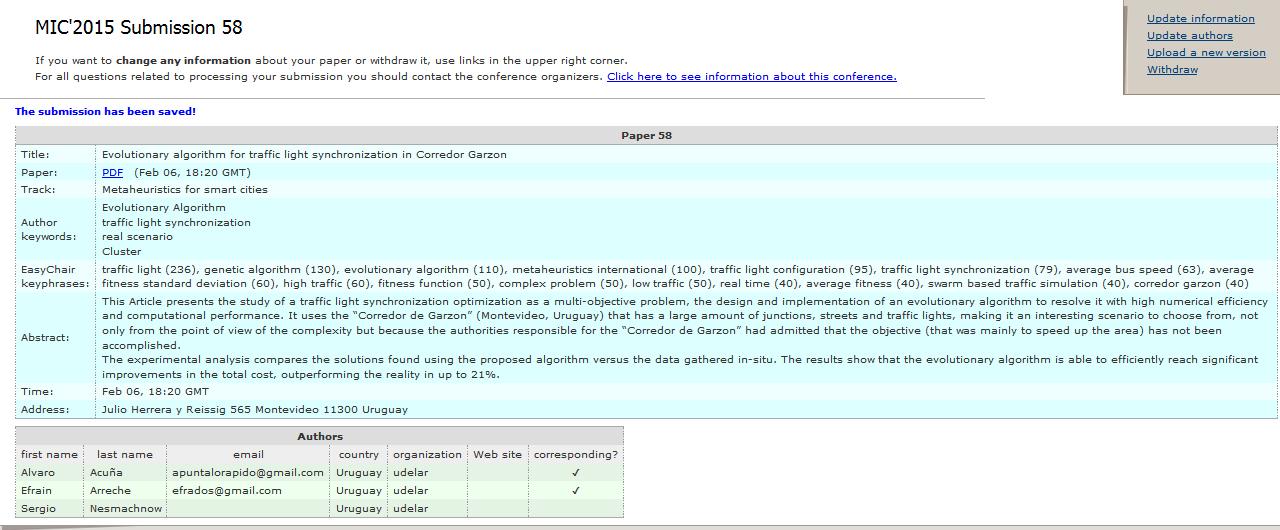 MIC'2015 Submission 58
Update information
Update authors
Upload a new version
Withdraw
If you want to change any information about your paper or withdraw it, use links in the upper right corner.
For all questions related to processing your submission you should contact the conference organizers. Click here to see information about this conference.
The submission has been saved!
Paper 58
Title: Evolutionary algorithm for traffic light synchronization in Corredor Garzon
Paper: PDF (Feb 06, 18:20 GMT)
Track: Metaheuristics for smart cities
Author keywords:
Evolutionary Algorithm
traffic light synchronization
real scenario
Cluster
EasyChair keyphrases:
traffic light (236), genetic algorithm (130), evolutionary algorithm (110), metaheuristics international (100), traffic light configuration (95), traffic light synchronization (79), average bus speed (63), average
fitness standard deviation (60), high traffic (60), fitness function (50), complex problem (50), low traffic (50), real time (40), average fitness (40), swarm based traffic simulation (40), corredor garzon (40)
Abstract:
This Article presents the study of a traffic light synchronization optimization as a multi-objective problem, the design and implementation of an evolutionary algorithm to resolve it with high numerical efficiency
and computational performance. It uses the “Corredor de Garzon” (Montevideo, Uruguay) that has a large amount of junctions, streets and traffic lights, making it an interesting scenario to choose from, not
only from the point of view of the complexity but because the authorities responsible for the “Corredor de Garzon” had admitted that the objective (that was mainly to speed up the area) has not been
accomplished.
The experimental analysis compares the solutions found using the proposed algorithm versus the data gathered in-situ. The results show that the evolutionary algorithm is able to efficiently reach significant
improvements in the total cost, outperforming the reality in up to 21%.
Time: Feb 06, 18:20 GMT
Address: Julio Herrera y Reissig 565 Montevideo 11300 Uruguay
Authors
first name last name email country organization Web site corresponding?
Alvaro Acuña apuntalorapido@gmail.com Uruguay udelar ✓
Efrain Arreche efrados@gmail.com Uruguay udelar ✓
Sergio Nesmachnow Uruguay udelar